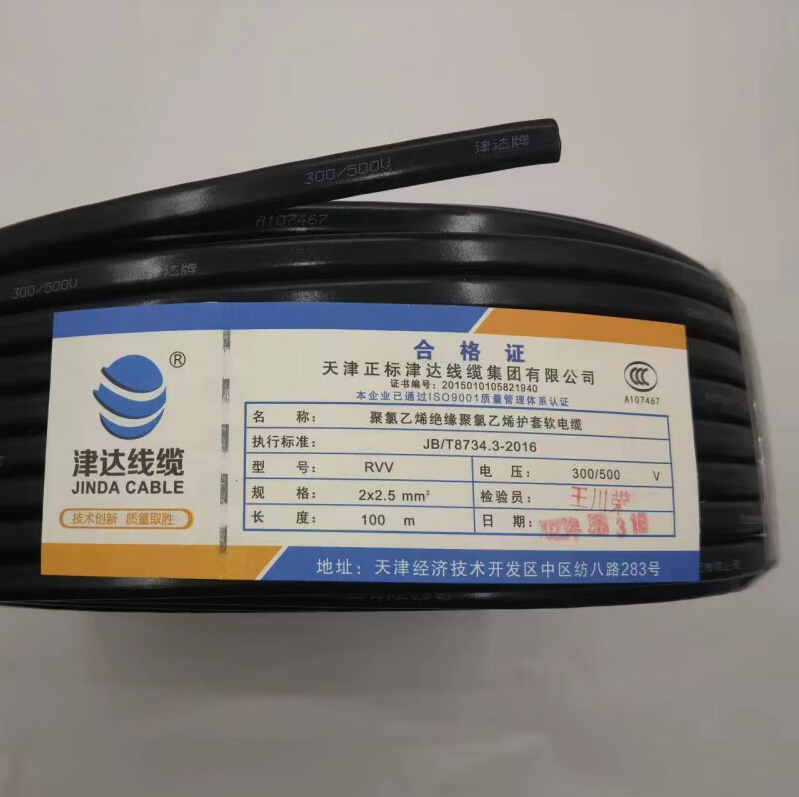 300/500V 津达牌
A107467
300/500V 津达牌
®
津达线缆
JINDA CABLE
技术创新 质量取胜
合格证
天津正标津达线缆集团有限公司
证书编号：2015010105821940
本企业已通过ISO9001质量管理体系认证
A107467
名 称： 聚氯乙烯绝缘聚氯乙烯护套软电缆
执行标准： JB/T8734.3-2016
型 号： RVV 电 压： 300/500 V
规 格： 2x2.5 mm² 检验员： 王川荣
长 度： 100 m 日 期：
地址：天津经济技术开发区中区纺八路283号